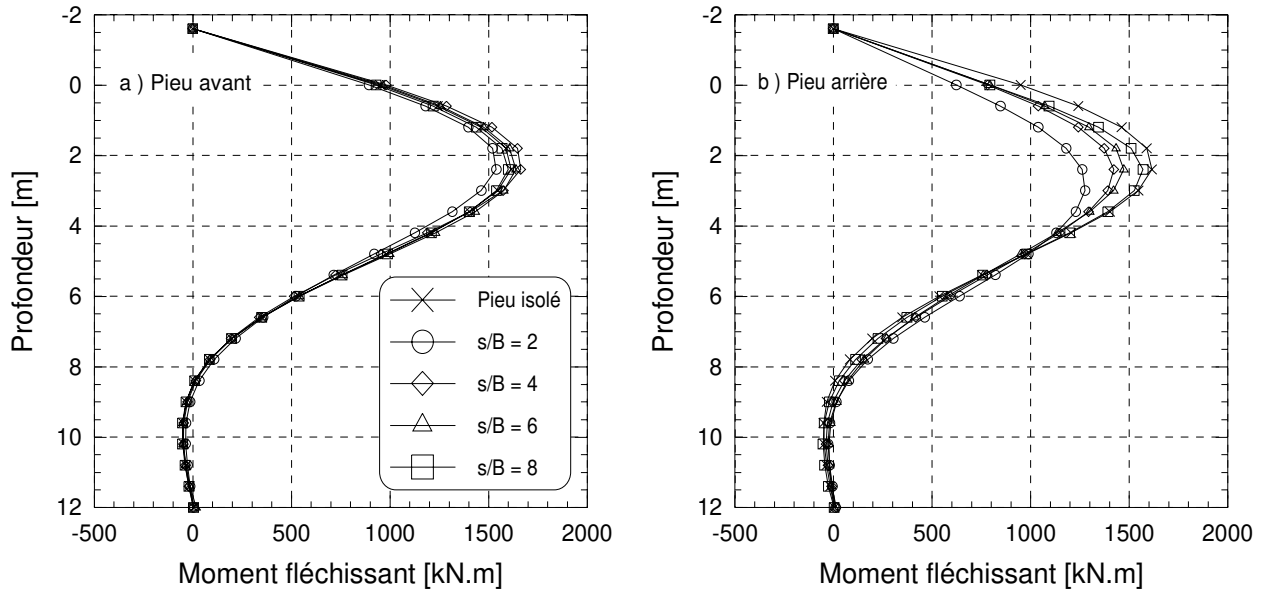 a ) Pieu avant
-2
0
2
4
6
8
10
12
Profondeur [m]
-500 0 500 1000 1500 2000
Moment fléchissant [kN.m]
Pieu isolé
s/B = 2
s/B = 4
s/B = 6
s/B = 8
b ) Pieu arrière
-2
0
2
4
6
8
10
12
Profondeur [m]
-500 0 500 1000 1500 2000
Moment fléchissant [kN.m]